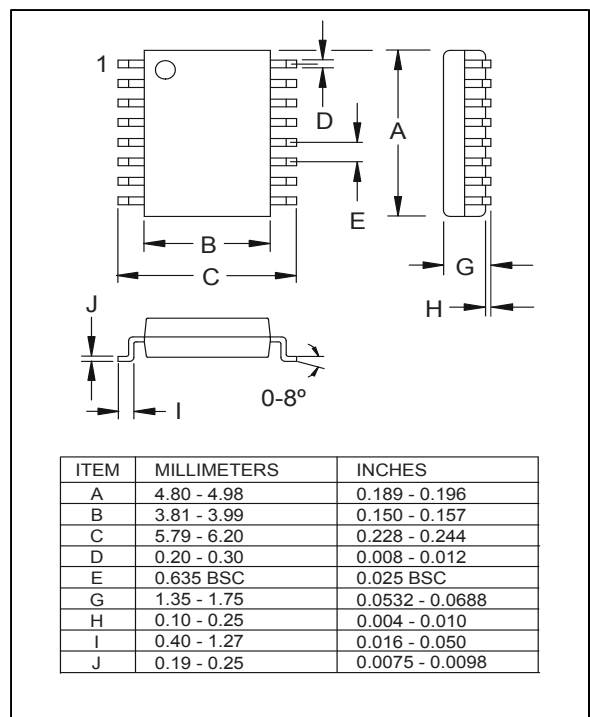 1
D
A
E
B
C
G
H
J
I
0-8º
ITEM MILLIMETERS INCHES
A 4.80 - 4.98 0.189 - 0.196
B 3.81 - 3.99 0.150 - 0.157
C 5.79 - 6.20 0.228 - 0.244
D 0.20 - 0.30 0.008 - 0.012
E 0.635 BSC 0.025 BSC
G 1.35 - 1.75 0.0532 - 0.0688
H 0.10 - 0.25 0.004 - 0.010
I 0.40 - 1.27 0.016 - 0.050
J 0.19 - 0.25 0.0075 - 0.0098